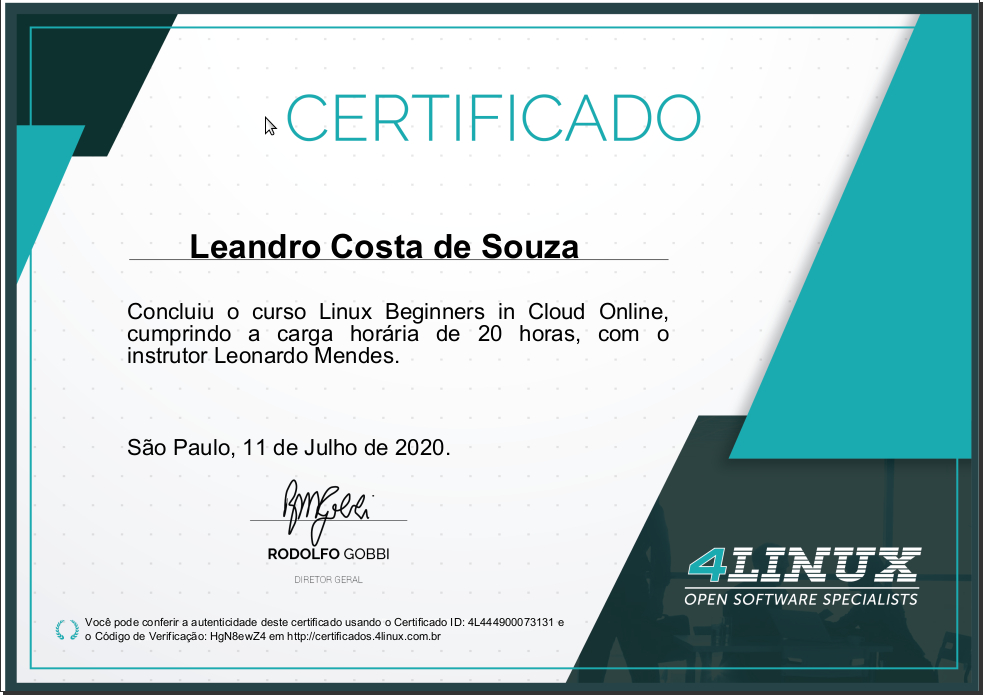 CERTIFICADO
Leandro Costa de Souza
Concluiu o curso Linux Beginners in Cloud Online,
cumprindo a carga horária de 20 horas, com o
instrutor Leonardo Mendes.
São Paulo, 11 de Julho de 2020.
RODOLFO GOBBI
DIRETOR GERAL
Você pode conferir a autenticidade deste certificado usando o Certificado ID: 4L444900073131 e
o Código de Verificação: HgN8ewZ4 em http://certificados.4linux.com.br
4LINUX
OPEN SOFTWARE SPECIALISTS